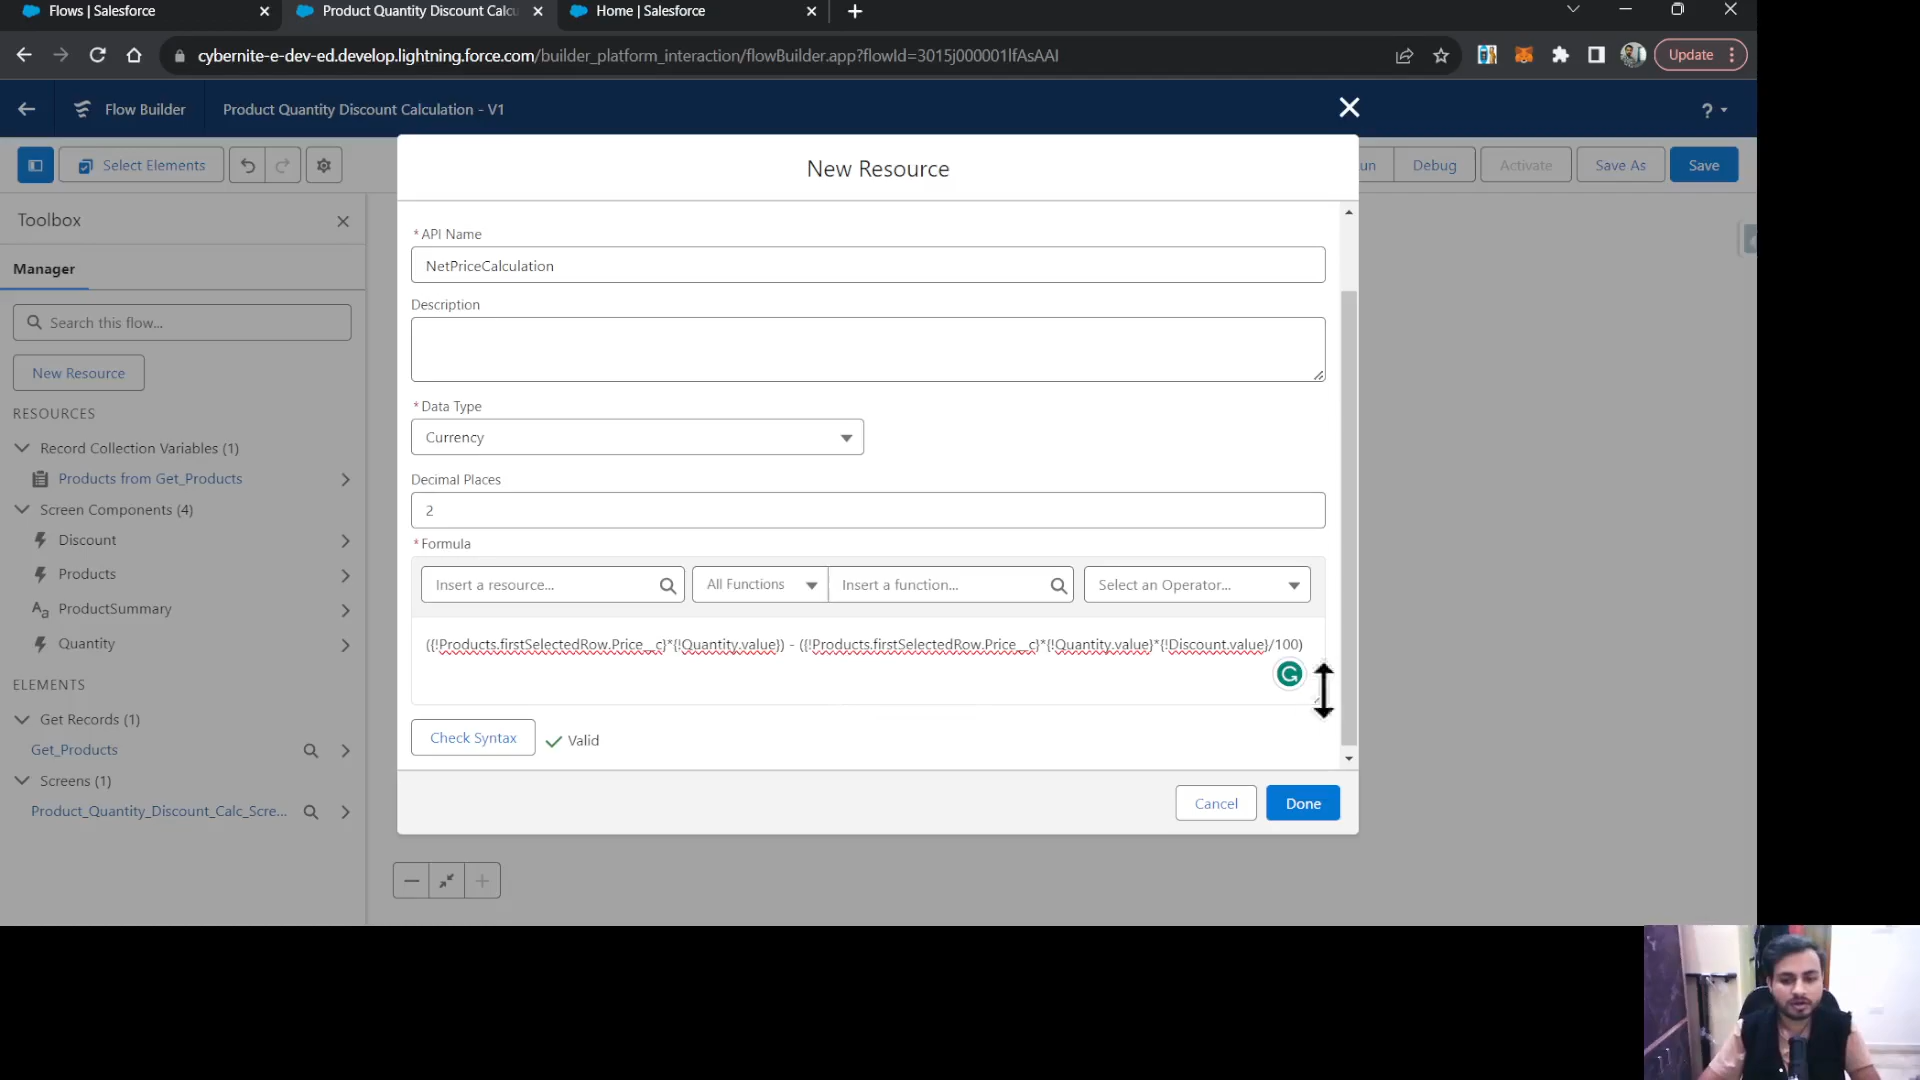 Flows | Salesforce
Product Quantity Discount Calcu
Home | Salesforce
cybernite-e-dev-ed.develop.lightning.force.com/builder_platform_interaction/flowBuilder.app?flowId=3015j000001lfAsAAI
Update
Flow Builder
Product Quantity Discount Calculation - V1
?
Select Elements
un
Debug
Activate
Save As
Save
Toolbox
Manager
Search this flow...
New Resource
RESOURCES
Record Collection Variables (1)
Products from Get_Products
Screen Components (4)
Discount
Products
Aa ProductSummary
Quantity
ELEMENTS
Get Records (1)
Get_Products
Screens (1)
Product_Quantity_Discount_Calc_Scre...
New Resource
* API Name
NetPriceCalculation
Description
* Data Type
Currency
Decimal Places
2
* Formula
Insert a resource...
All Functions
Insert a function...
Select an Operator...
({!Products.firstSelectedRow.Price__c}*{!Quantity.value}) - ({!Products.firstSelectedRow.Price__c}*{!Quantity.value}*{!Discount.value}/100)
Check Syntax
Valid
Cancel
Done